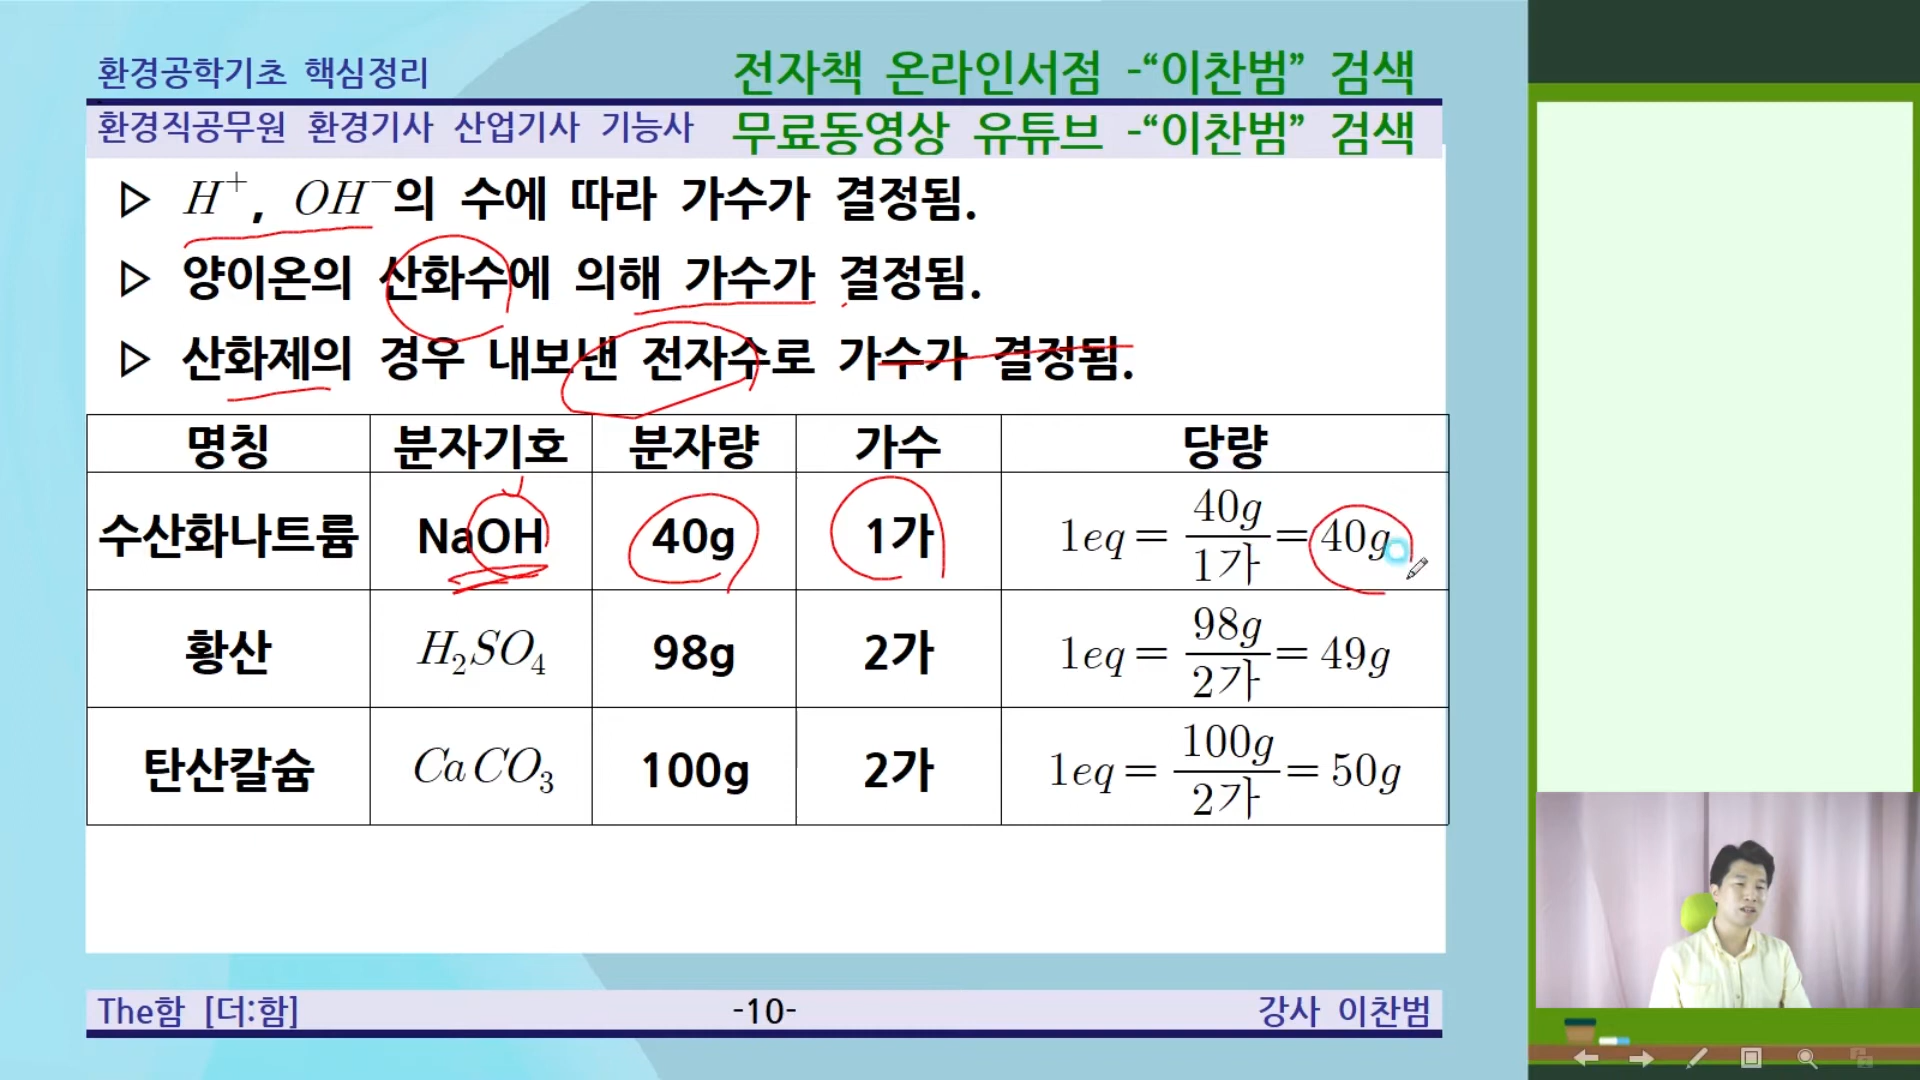 환경공학기초 핵심정리
전자책 온라인서점 -“이찬범” 검색
환경직공무원 환경기사 산업기사 기능사
무료동영상 유튜브 -“이찬범” 검색
▷ H⁺, OH⁻의 수에 따라 가수가 결정됨.
▷ 양이온의 산화수에 의해 가수가 결정됨.
▷ 산화제의 경우 내보낸 전자수로 가수가 결정됨.
명칭 분자기호 분자량 가수 당량
수산화나트륨 NaOH 40g 1가 1eq = 40g/1가 = 40g
황산 H₂SO₄ 98g 2가 1eq = 98g/2가 = 49g
탄산칼슘 CaCO₃ 100g 2가 1eq = 100g/2가 = 50g
The함 [더:함]
-10-
강사 이찬범